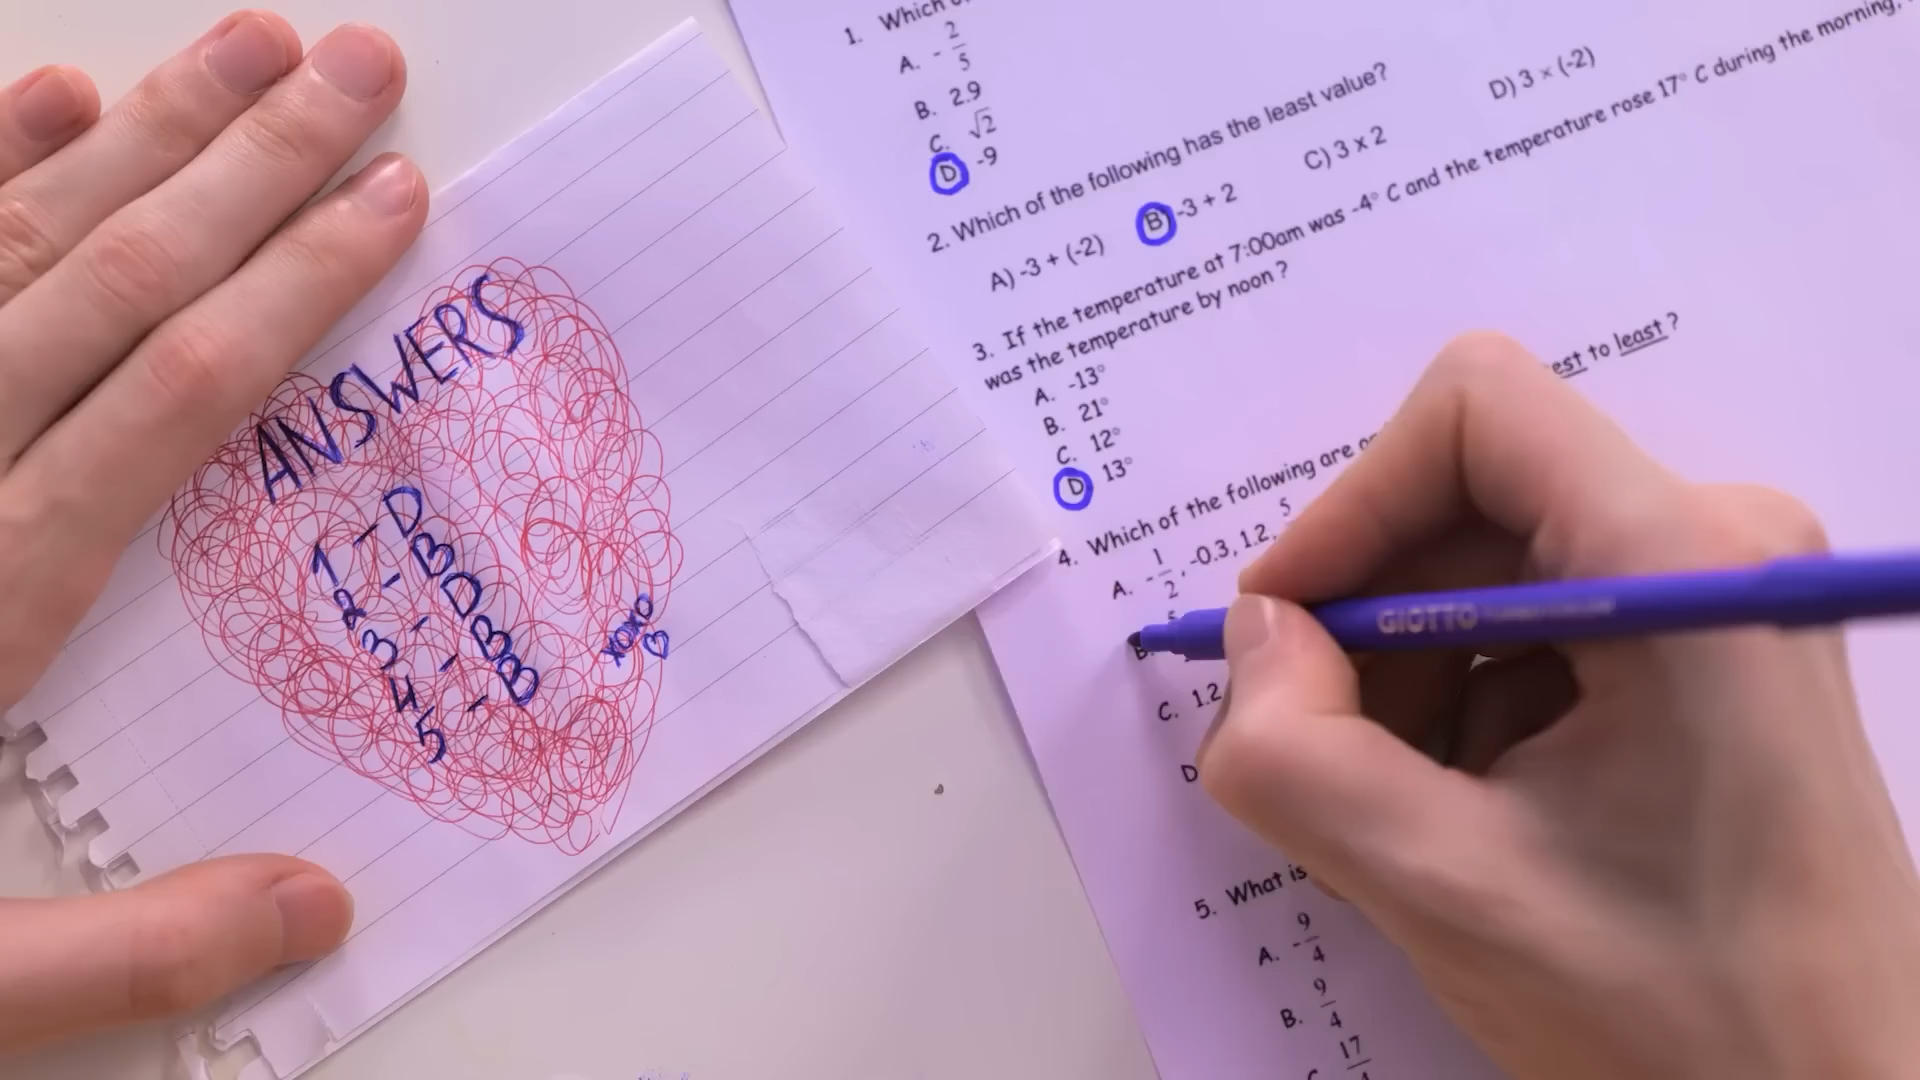 ANSWERS
1 - D
2 - B
3 - D
4 - B
5 - B
XOXO
1. Which
A. - 2/5
B. 2.9
C. √2
D. -9
2. Which of the following has the least value?
A) -3 + (-2) B) -3 + 2 C) 3 x 2 D) 3 x (-2)
3. If the temperature at 7:00am was -4° C and the temperature rose 17° C during the morning,
was the temperature by noon ?
A. -13°
B. 21°
C. 12°
D. 13°
4. Which of the following are to least ?
A. - 1/2, -0.3, 1.2, 5
B. 5
C. 1.2
D
5. What is
A. - 9/4
B. 9/4
C. 17/4
GIOTTO